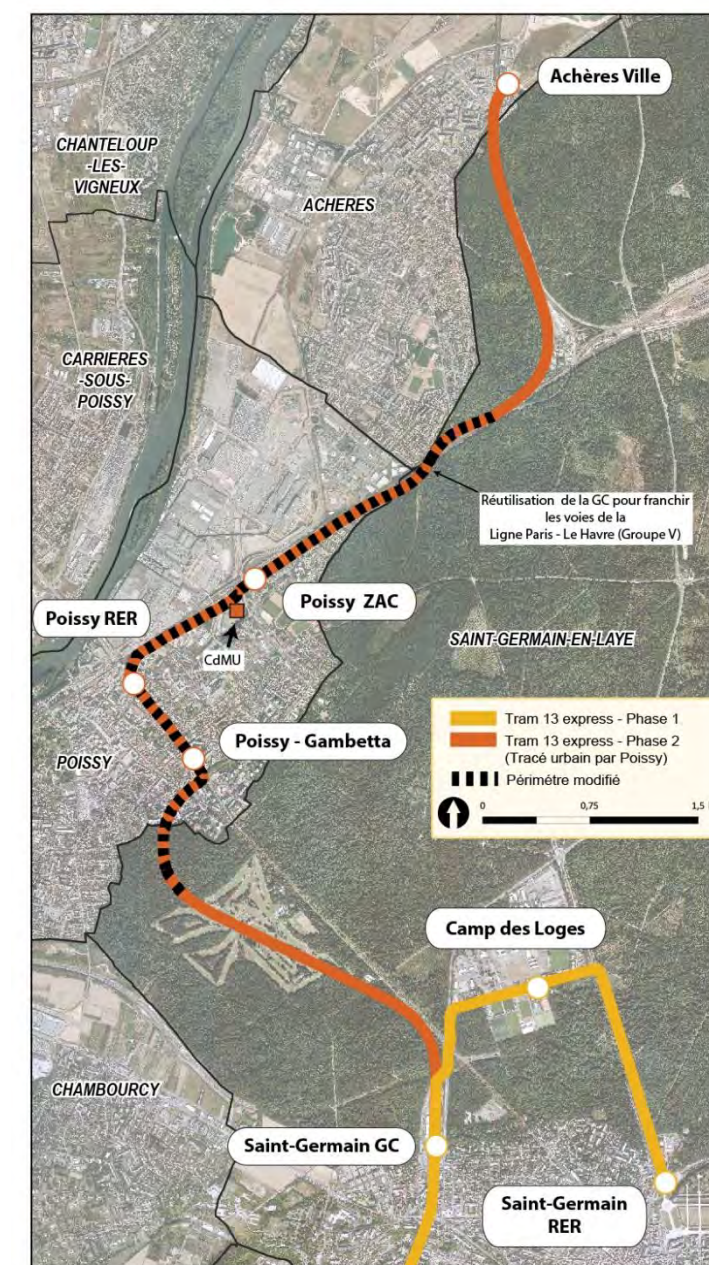 Achères Ville
CHANTELOUP
-LES-
VIGNEUX
ACHERES
CARRIERES
-SOUS-
POISSY
Réutilisation de la GC pour franchir
les voies de la
Ligne Paris - Le Havre (Groupe V)
Poissy RER
Poissy ZAC
CdMU
SAINT-GERMAIN-EN-LAYE
Poissy - Gambetta
POISSY
Tram 13 express - Phase 1
Tram 13 express - Phase 2
(Tracé urbain par Poissy)
Périmétre modifié
0 0,75 1,5
Camp des Loges
CHAMBOURCY
Saint-Germain GC
Saint-Germain
RER